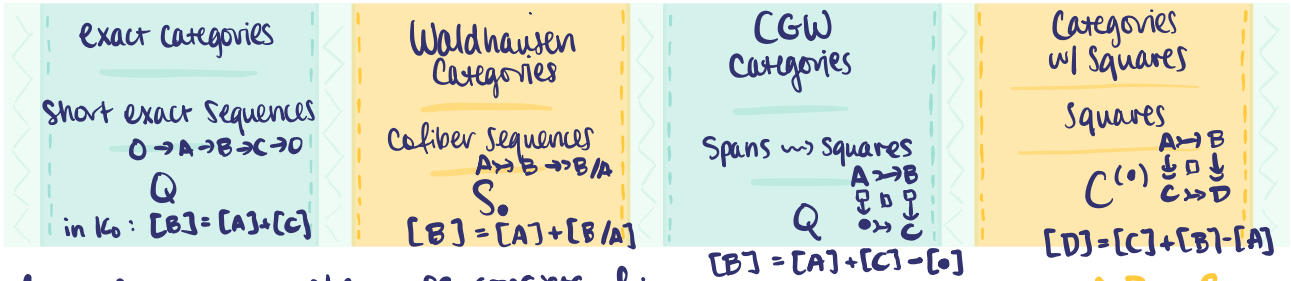 exact categories
Short exact sequences
0 → A → B → C → 0
Q
in K₀ : [B] = [A] + [C]
Waldhausen
Categories
Cofiber sequences
A ↣ B ↠ B/A
S.
[B] = [A] + [B/A]
CGW
Categories
Spans ⇝ Squares
A ↣ B
□
• ↣ C
Q
[B] = [A] + [C] - [•]
Categories
w/ Squares
Squares
A ↣ B
□
C ↣ D
C^(•)
[D] = [C] + [B] - [A]